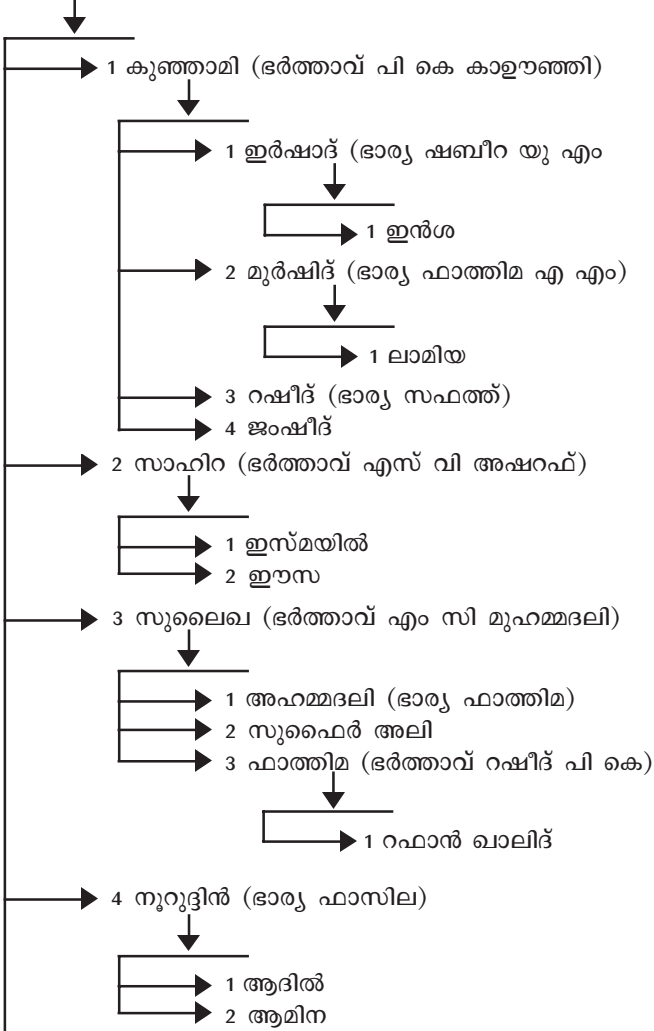 1 കുഞ്ഞാമി (ഭർത്താവ് പി കെ കാഊഞ്ഞി)
1 ഇർഷാദ് (ഭാര്യ ഷബീറ യു എം
1 ഇൻശ
2 മുർഷിദ് (ഭാര്യ ഫാത്തിമ എ എം)
1 ലാമിയ
3 റഷീദ് (ഭാര്യ സഫത്ത്)
4 ജംഷീദ്
2 സാഹിറ (ഭർത്താവ് എസ് വി അഷറഫ്)
1 ഇസ്മയിൽ
2 ഈസ
3 സുലൈഖ (ഭർത്താവ് എം സി മുഹമ്മദലി)
1 അഹമ്മദലി (ഭാര്യ ഫാത്തിമ)
2 സുഫൈർ അലി
3 ഫാത്തിമ (ഭർത്താവ് റഷീദ് പി കെ)
1 റഫാൻ ഖാലിദ്
4 നൂറുദ്ദിൻ (ഭാര്യ ഫാസില)
1 ആദിൽ
2 ആമിന